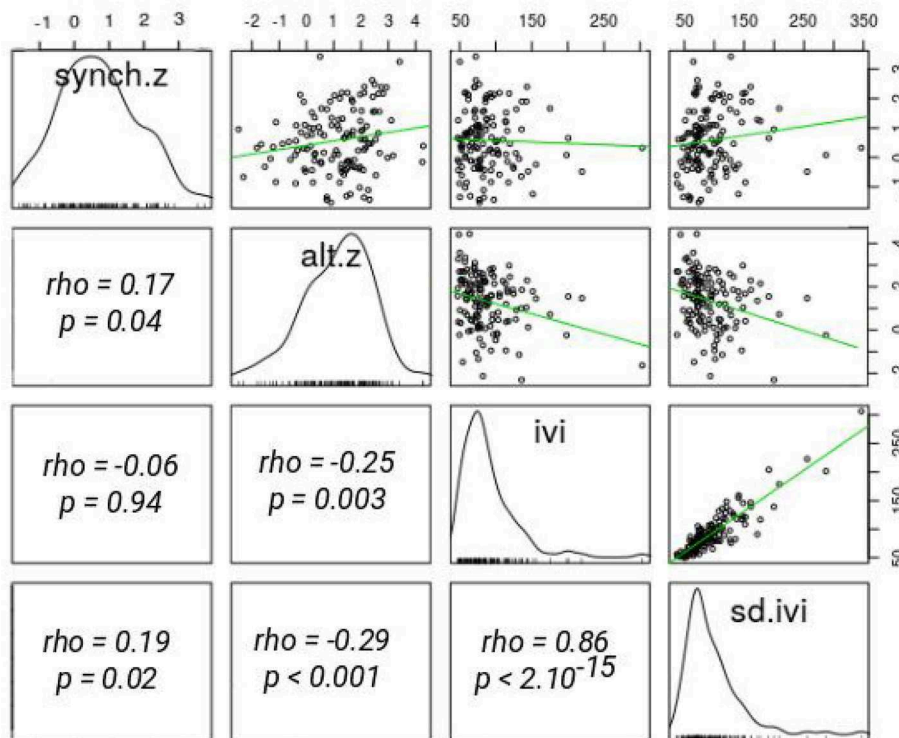 -1 0 1 2 3 -2 -1 0 1 2 3 4 50 150 250 50 150 250 350
synch.z
-1 0 1 2 3
rho = 0.17
p = 0.04
alt.z
-2 0 2 4
rho = -0.06
p = 0.94
rho = -0.25
p = 0.003
ivi
50 150 250
rho = 0.19
p = 0.02
rho = -0.29
p < 0.001
rho = 0.86
p < 2.10⁻¹⁵
sd.ivi